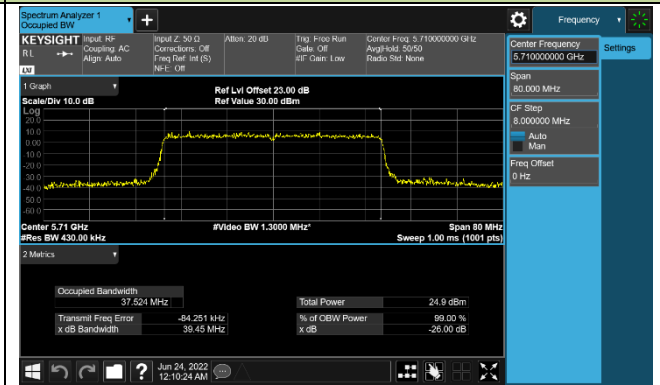 Spectrum Analyzer 1
Occupied BW
Frequency
KEYSIGHT
RL
LXI
Input: RF
Coupling: AC
Align: Auto
Input Z: 50 Ω
Corrections: Off
Freq Ref: Int (S)
NFE: Off
Atten: 20 dB
Trig: Free Run
Gate: Off
#IF Gain: Low
Center Freq: 5.710000000 GHz
Avg|Hold: 50/50
Radio Std: None
Center Frequency
5.710000000 GHz
Settings
Span
80.000 MHz
CF Step
8.000000 MHz
Auto
Man
Freq Offset
0 Hz
1 Graph
Scale/Div 10.0 dB
Ref Lvl Offset 23.00 dB
Ref Value 30.00 dBm
Log
20.0
10.0
0.00
-10.0
-20.0
-30.0
-40.0
-50.0
-60.0
Center 5.71 GHz
#Video BW 1.3000 MHz*
Span 80 MHz
#Res BW 430.00 kHz
Sweep 1.00 ms (1001 pts)
2 Metrics
Occupied Bandwidth
37.524 MHz
Total Power 24.9 dBm
Transmit Freq Error -84.251 kHz
% of OBW Power 99.00 %
x dB Bandwidth 39.45 MHz
x dB -26.00 dB
Jun 24, 2022
12:10:24 AM